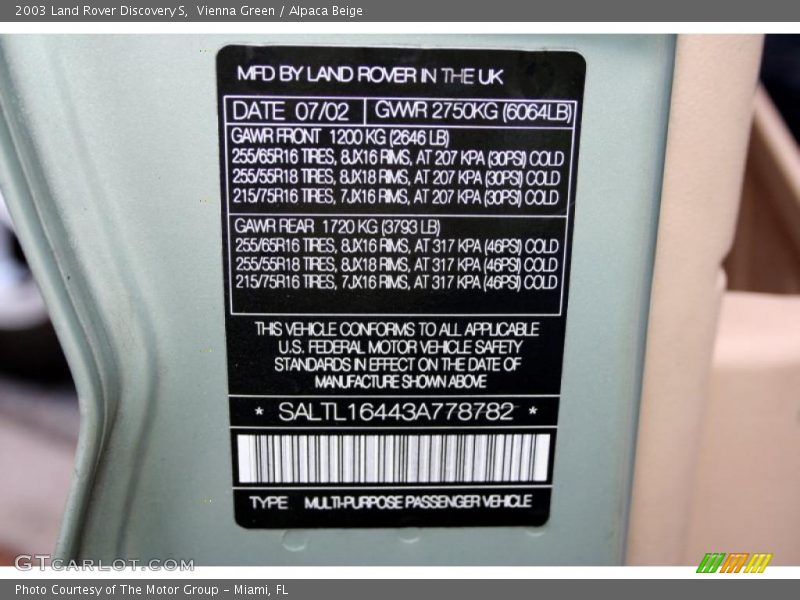 2003 Land Rover Discovery S, Vienna Green / Alpaca Beige
MFD BY LAND ROVER IN THE UK
DATE 07/02 GVWR 2750KG (6064LB)
GAWR FRONT 1200 KG (2646 LB)
255/65R16 TIRES, 8JX16 RIMS, AT 207 KPA (30PSI) COLD
255/55R18 TIRES, 8JX18 RIMS, AT 207 KPA (30PSI) COLD
215/75R16 TIRES, 7JX16 RIMS, AT 207 KPA (30PSI) COLD
GAWR REAR 1720 KG (3793 LB)
255/65R16 TIRES, 8JX16 RIMS, AT 317 KPA (46PSI) COLD
255/55R18 TIRES, 8JX18 RIMS, AT 317 KPA (46PSI) COLD
215/75R16 TIRES, 7JX16 RIMS, AT 317 KPA (46PSI) COLD
THIS VEHICLE CONFORMS TO ALL APPLICABLE
U.S. FEDERAL MOTOR VEHICLE SAFETY
STANDARDS IN EFFECT ON THE DATE OF
MANUFACTURE SHOWN ABOVE
* SALTL16443A778782 *
TYPE MULTI-PURPOSE PASSENGER VEHICLE
GTCARLOT.COM
Photo Courtesy of The Motor Group - Miami, FL